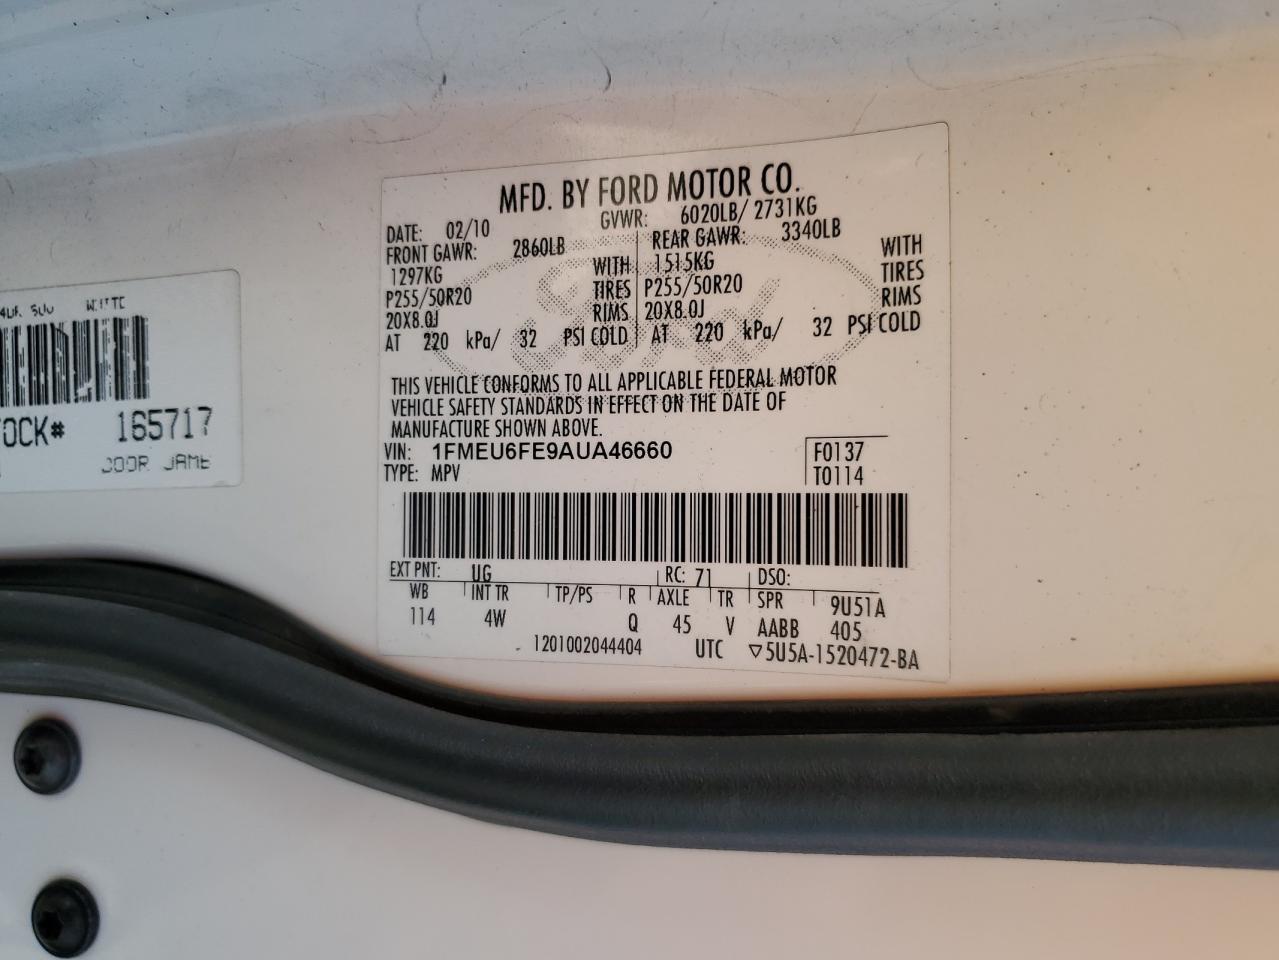 MFD. BY FORD MOTOR CO.
DATE: 02/10 GVWR: 6020LB/ 2731KG
FRONT GAWR: 2860LB REAR GAWR: 3340LB
1297KG WITH 1515KG WITH
P255/50R20 TIRES P255/50R20 TIRES
20X8.0J RIMS 20X8.0J RIMS
AT 220 kPa/ 32 PSI COLD AT 220 kPa/ 32 PSI COLD
Ford
THIS VEHICLE CONFORMS TO ALL APPLICABLE FEDERAL MOTOR
VEHICLE SAFETY STANDARDS IN EFFECT ON THE DATE OF
MANUFACTURE SHOWN ABOVE.
VIN: 1FMEU6FE9AUA46660 F0137
TYPE: MPV T0114
EXT PNT: UG RC: 71 DSO:
WB INT TR TP/PS R AXLE TR SPR 9U51A
114 4W Q 45 V AABB 405
1201002044404 UTC ▽5U5A-1520472-BA
165717
DOOR JAMB